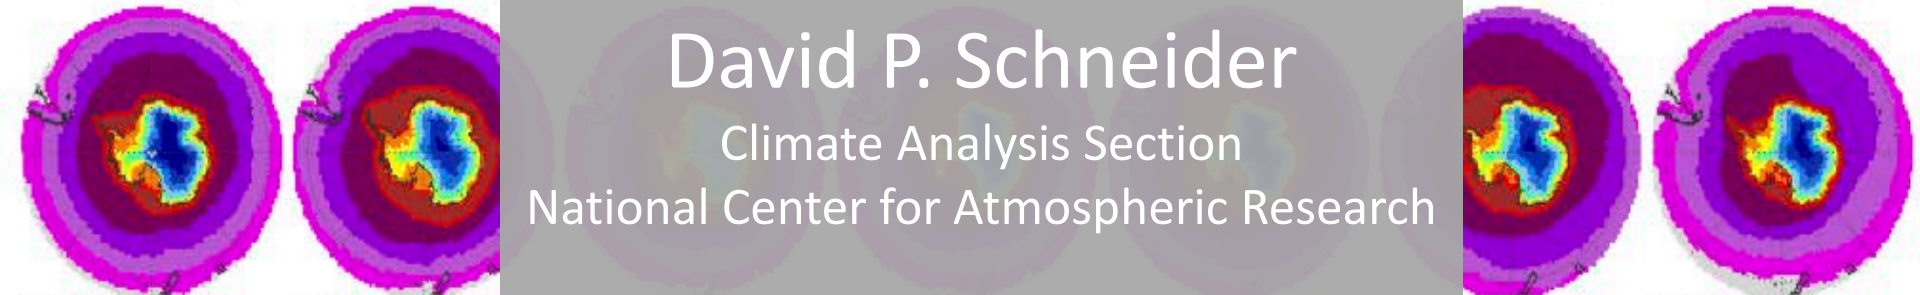 David P. Schneider
Climate Analysis Section
National Center for Atmospheric Research